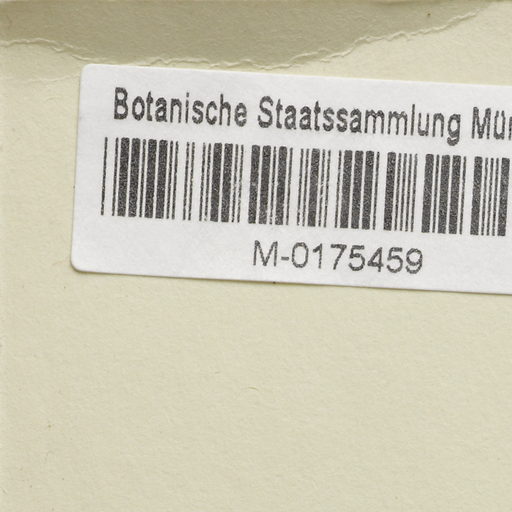 Botanische Staatssammlung Mün
M-0175459